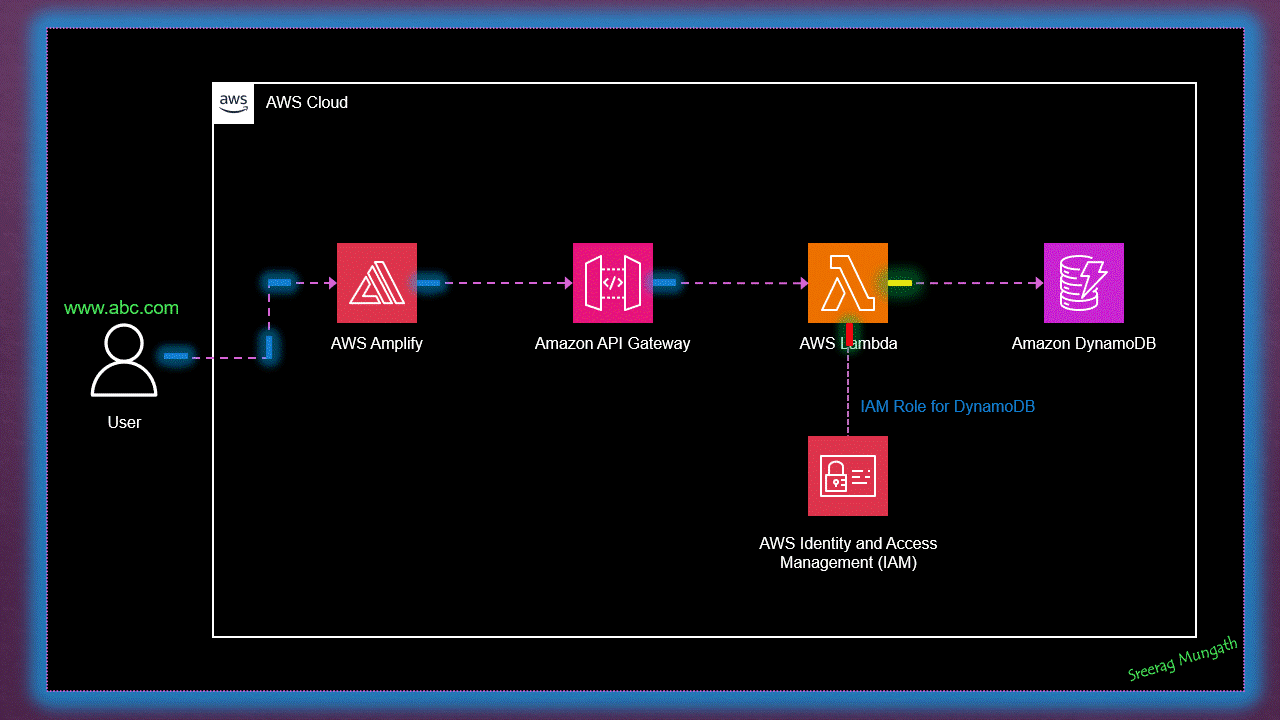 aws
AWS Cloud
www.abc.com
User
AWS Amplify
Amazon API Gateway
</>
AWS Lambda
Amazon DynamoDB
IAM Role for DynamoDB
AWS Identity and Access
Management (IAM)
Sreerag Mungath